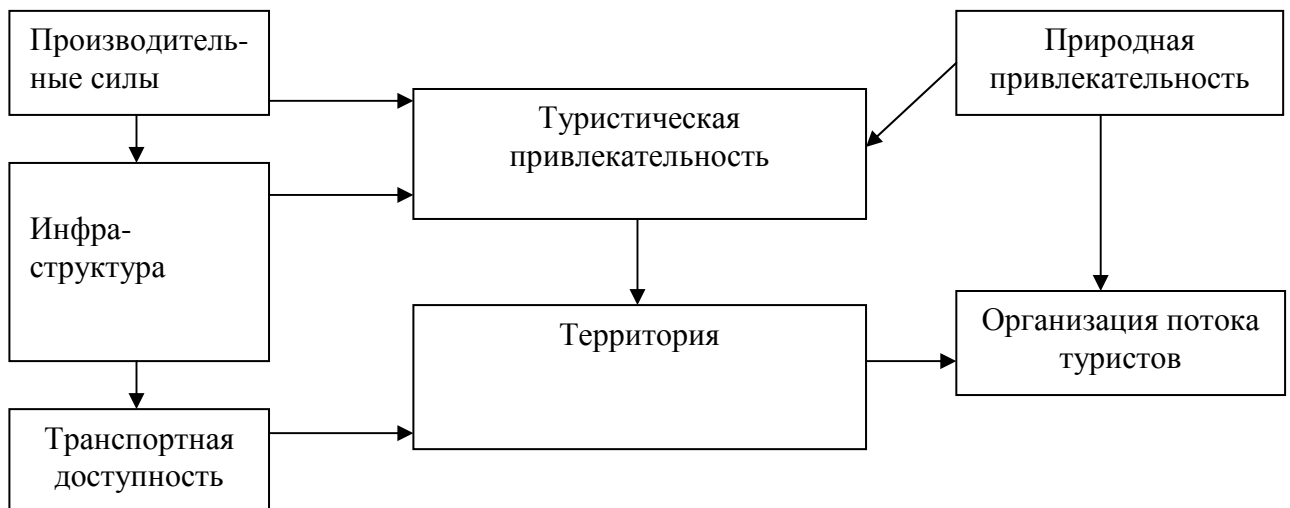 Производитель-
ные силы
Природная
привлекательность
Туристическая
привлекательность
Инфра-
структура
Территория
Организация потока
туристов
Транспортная
доступность